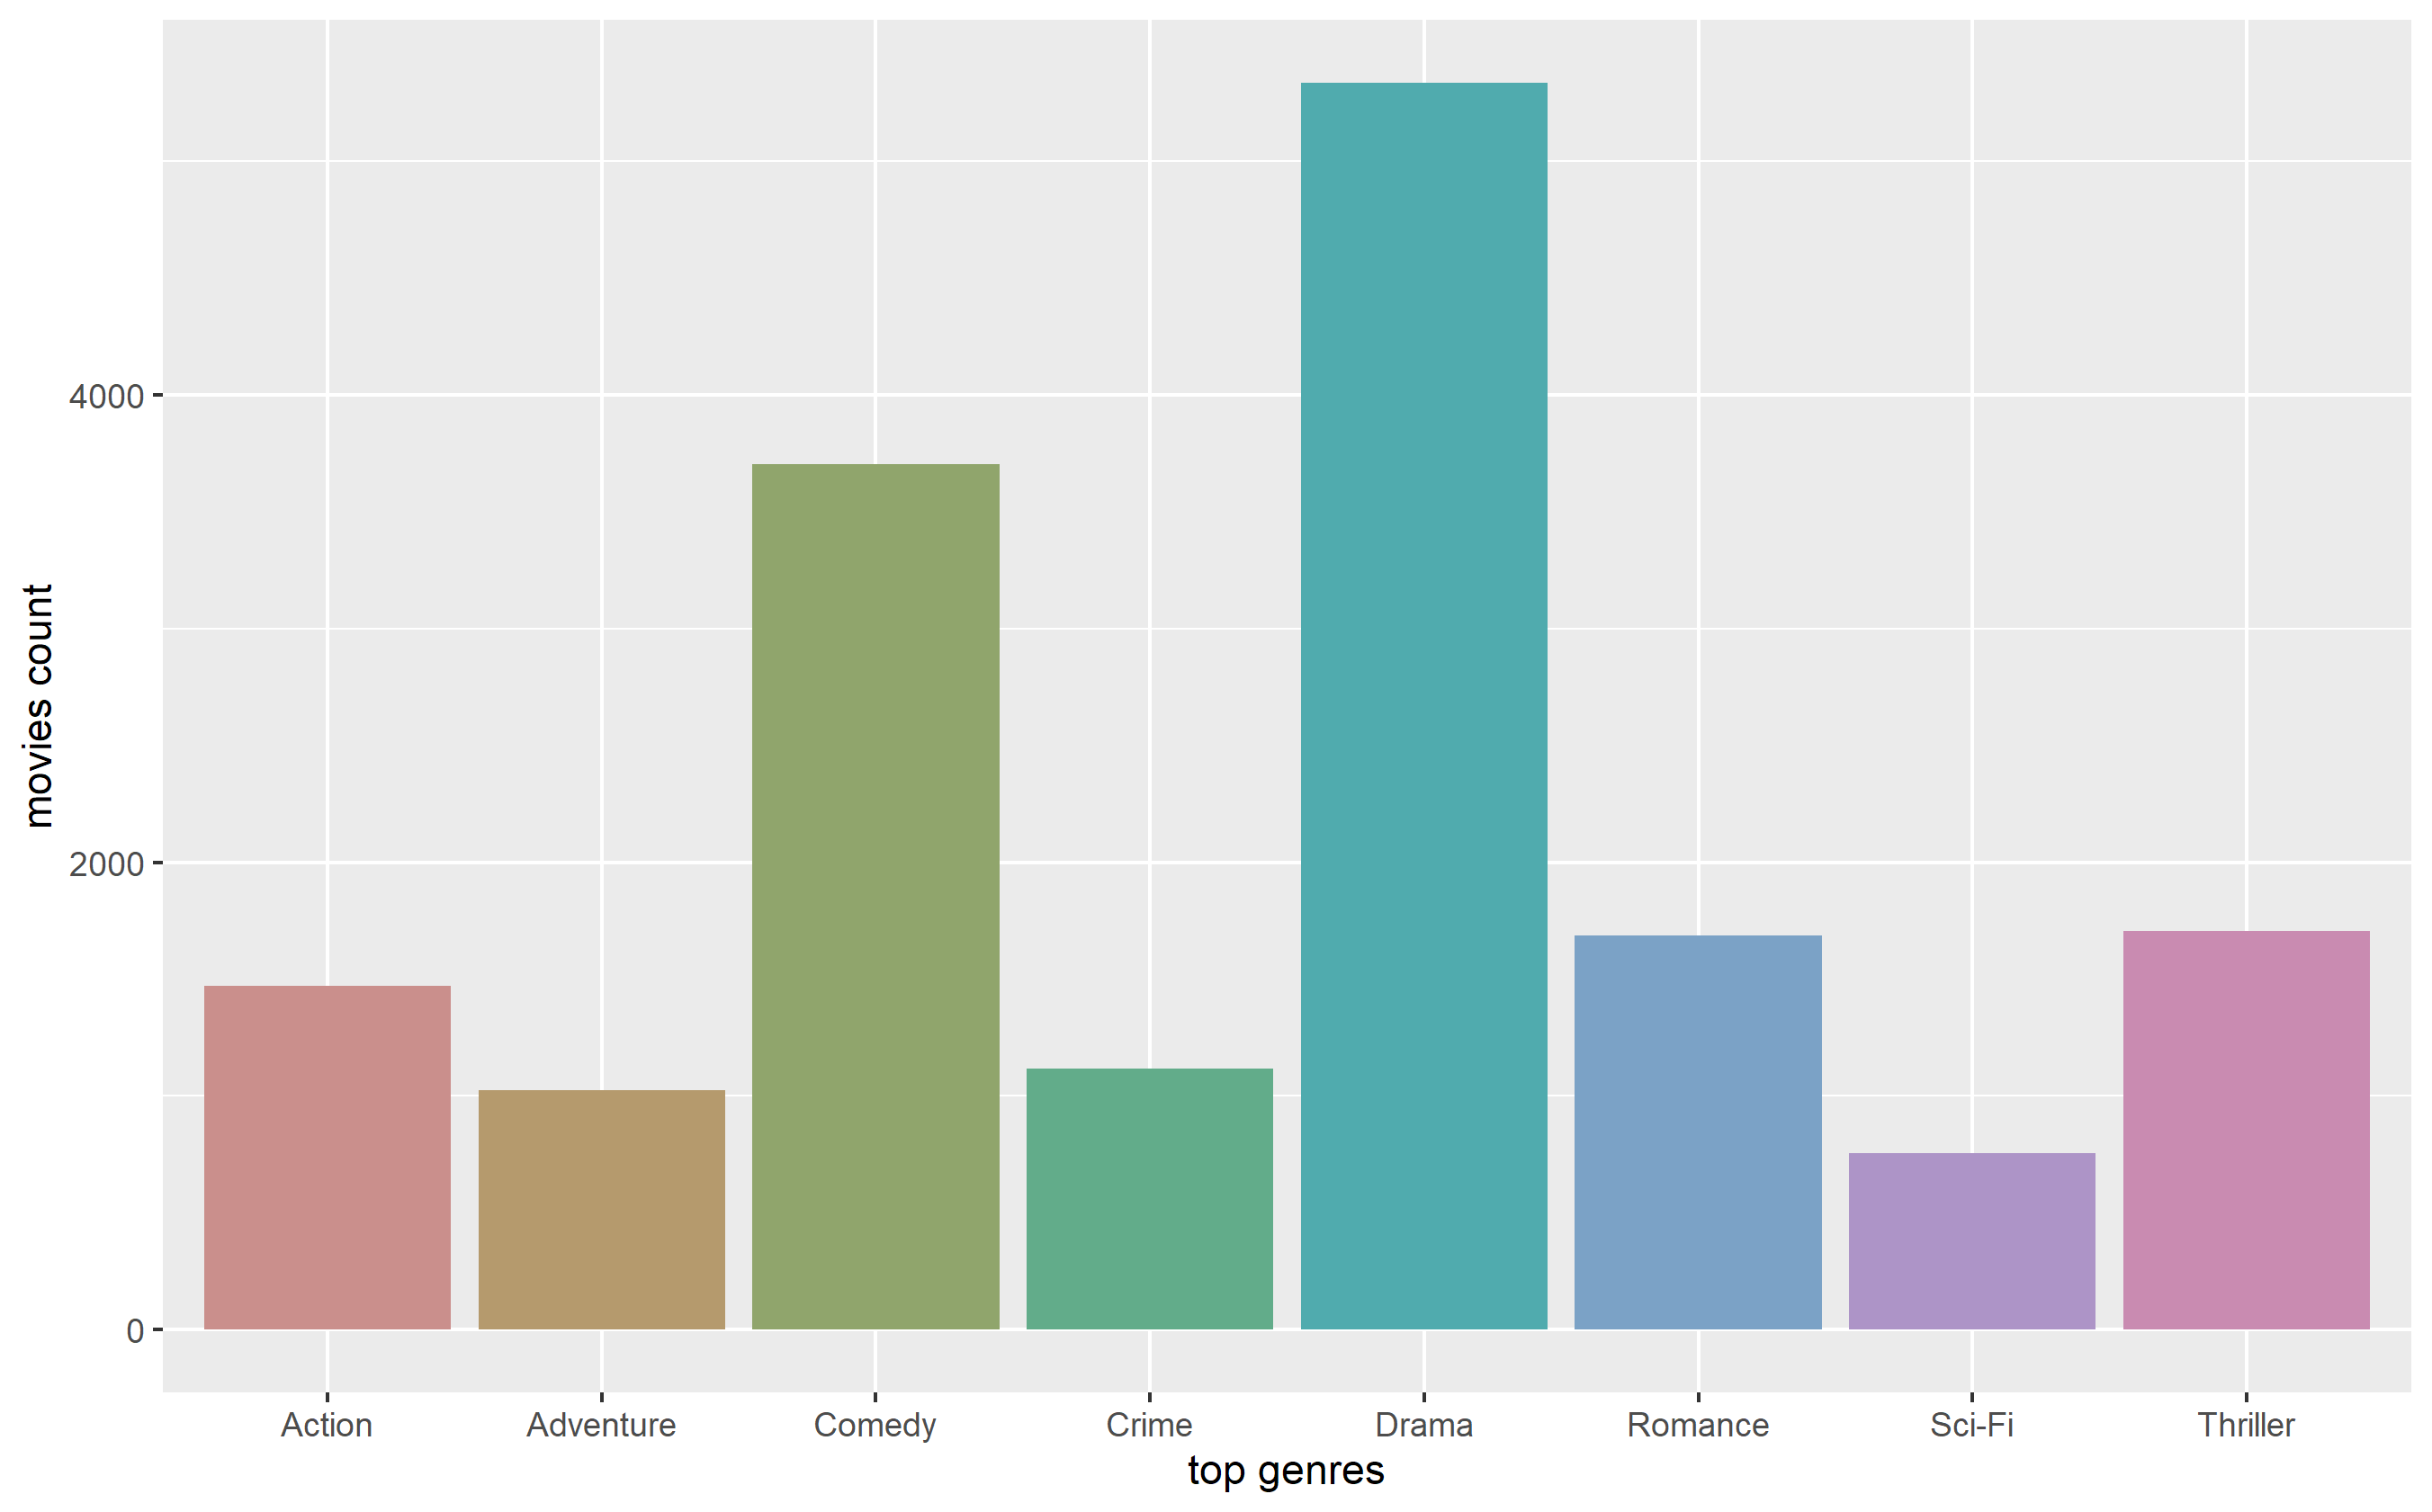 movies count
4000
2000
0
Action Adventure Comedy Crime Drama Romance Sci-Fi Thriller
top genres